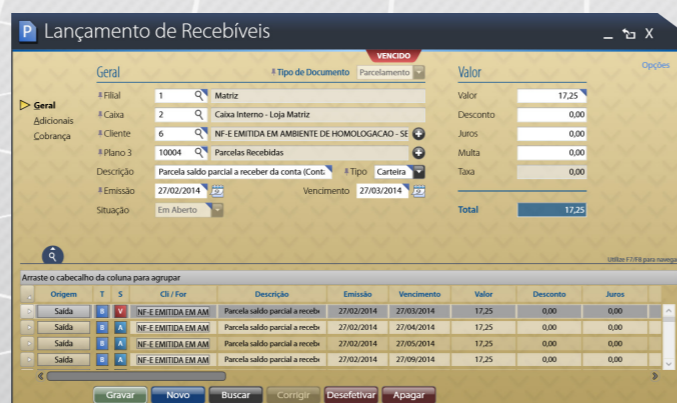 P Lançamento de Recebíveis
VENCIDO
Opções
Geral
Tipo de Documento Parcelamento
Valor
Geral
Adicionais
Cobrança
Filial 1 Matriz
Caixa 2 Caixa Interno - Loja Matriz
Cliente 6 NF-E EMITIDA EM AMBIENTE DE HOMOLOGACAO - SE
Plano 3 10004 Parcelas Recebidas
Descrição Parcela saldo parcial a receber da conta (Cont. Tipo Carteira
Emissão 27/02/2014 Vencimento 27/03/2014
Situação Em Aberto
Valor 17,25
Desconto 0,00
Juros 0,00
Multa 0,00
Taxa 0,00
Total 17,25
Utilize F7/F8 para navega
Arraste o cabecalho da coluna para agrupar
Origem T S Cli / For Descrição Emissão Vencimento Valor Desconto Juros
Saída B V NF-E EMITIDA EM AM Parcela saldo parcial a receb 27/02/2014 27/03/2014 17,25 0,00 0,00
Saída B A NF-E EMITIDA EM AM Parcela saldo parcial a receb 27/02/2014 27/04/2014 17,25 0,00 0,00
Saída B A NF-E EMITIDA EM AM Parcela saldo parcial a receb 27/02/2014 27/05/2014 17,25 0,00 0,00
Saída B A NF-E EMITIDA EM AM Parcela saldo parcial a receb 27/02/2014 27/09/2014 17,25 0,00 0,00
Gravar Novo Buscar Corrigir Desefetivar Apagar